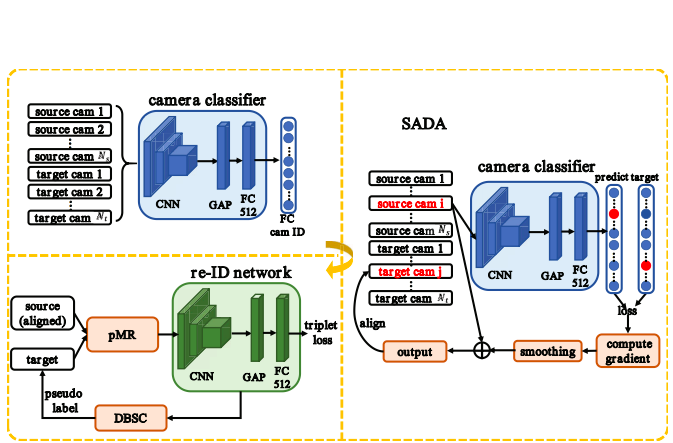 camera classifier
source cam 1
source cam 2
source cam N_s
target cam 1
target cam 2
target cam N_t
CNN
GAP
FC
512
FC
cam ID
re-ID network
source
(aligned)
target
pMR
CNN
GAP
FC
512
triplet
loss
pseudo
label
DBSC
SADA
camera classifier
source cam 1
source cam i
source cam N_s
target cam 1
target cam j
target cam N_t
CNN
GAP
FC
512
predict target
loss
align
output
smoothing
compute
gradient